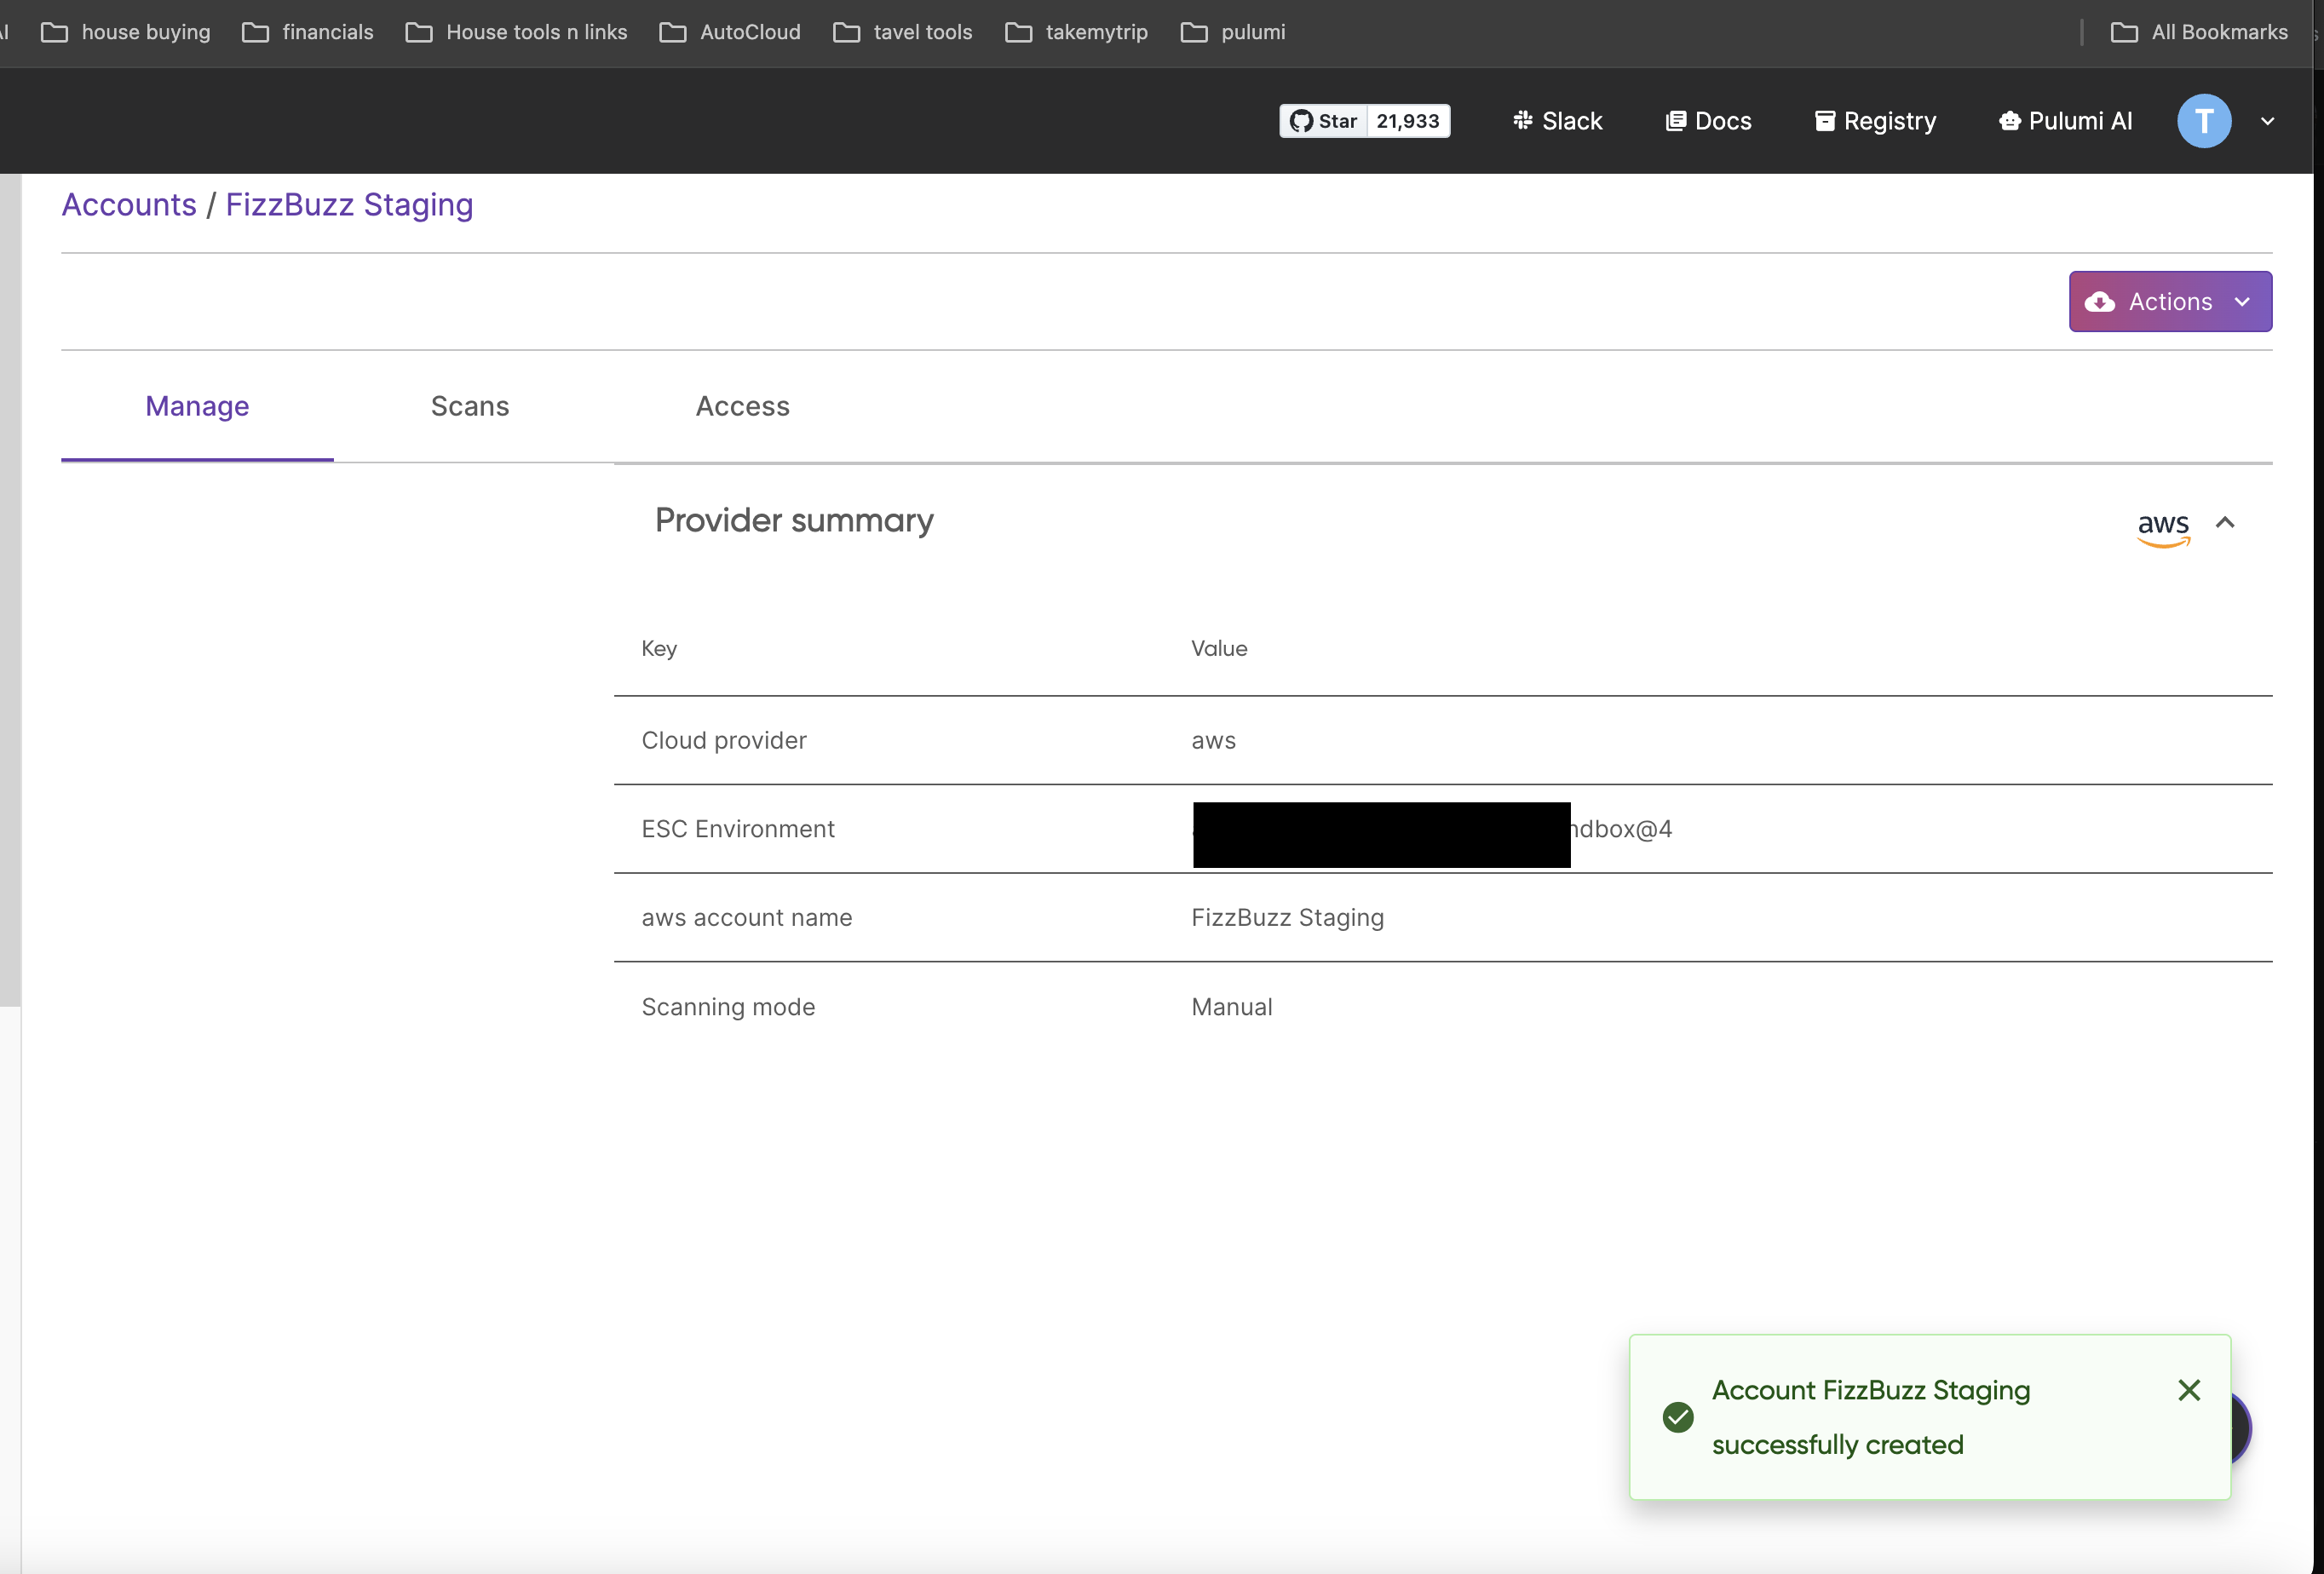 house buying financials House tools n links AutoCloud tavel tools takemytrip pulumi All Bookmarks
Star 21,933 Slack Docs Registry Pulumi AI T
Accounts / FizzBuzz Staging
Actions
Manage Scans Access
Provider summary aws
Key Value
Cloud provider aws
ESC Environment ndbox@4
aws account name FizzBuzz Staging
Scanning mode Manual
Account FizzBuzz Staging
successfully created